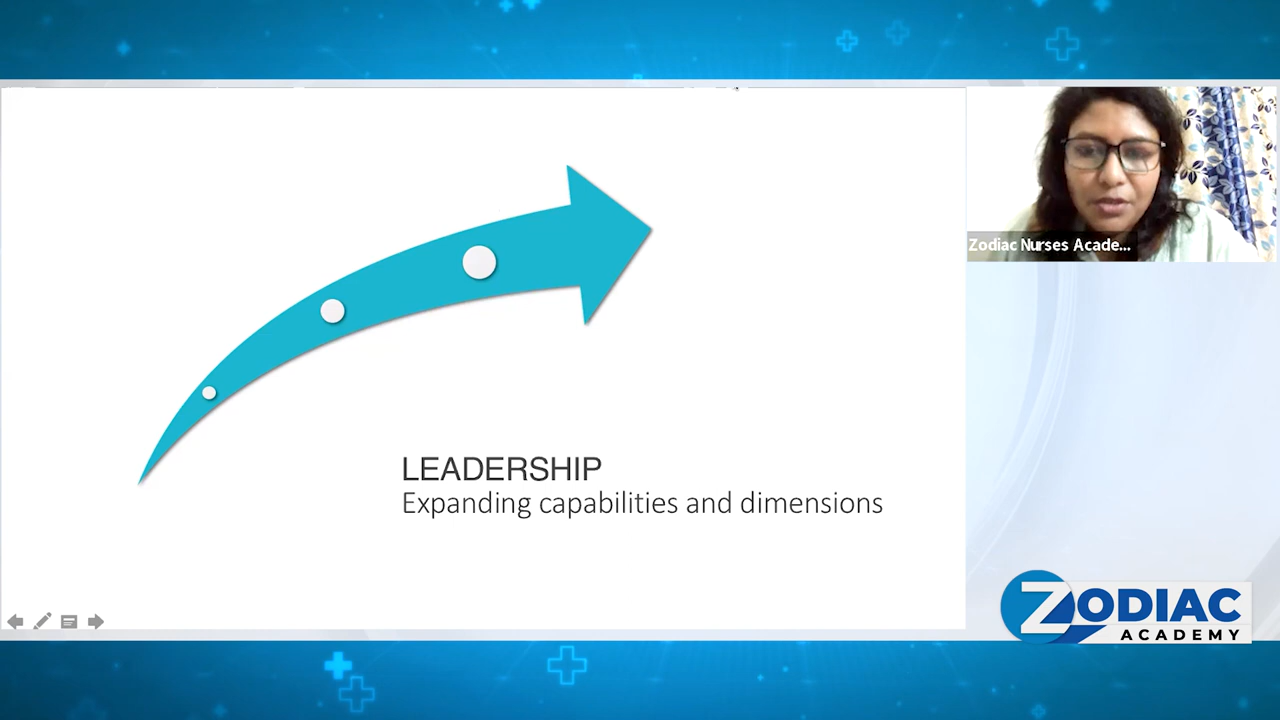 LEADERSHIP
Expanding capabilities and dimensions
Zodiac Nurses Acade...
ZODIAC
ACADEMY